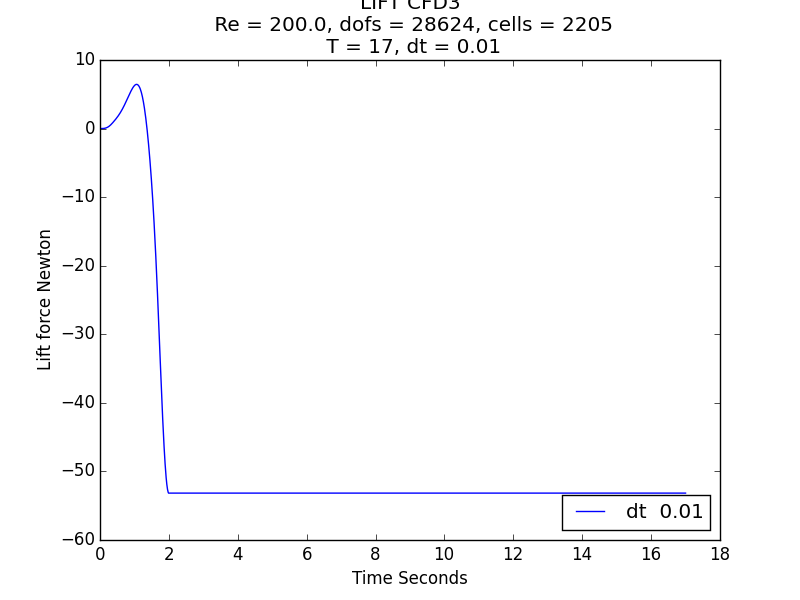 LIFT CFD3
Re = 200.0, dofs = 28624, cells = 2205
T = 17, dt = 0.01
10
0
−10
−20
−30
−40
−50
−60
Lift force Newton
dt 0.01
0 2 4 6 8 10 12 14 16 18
Time Seconds